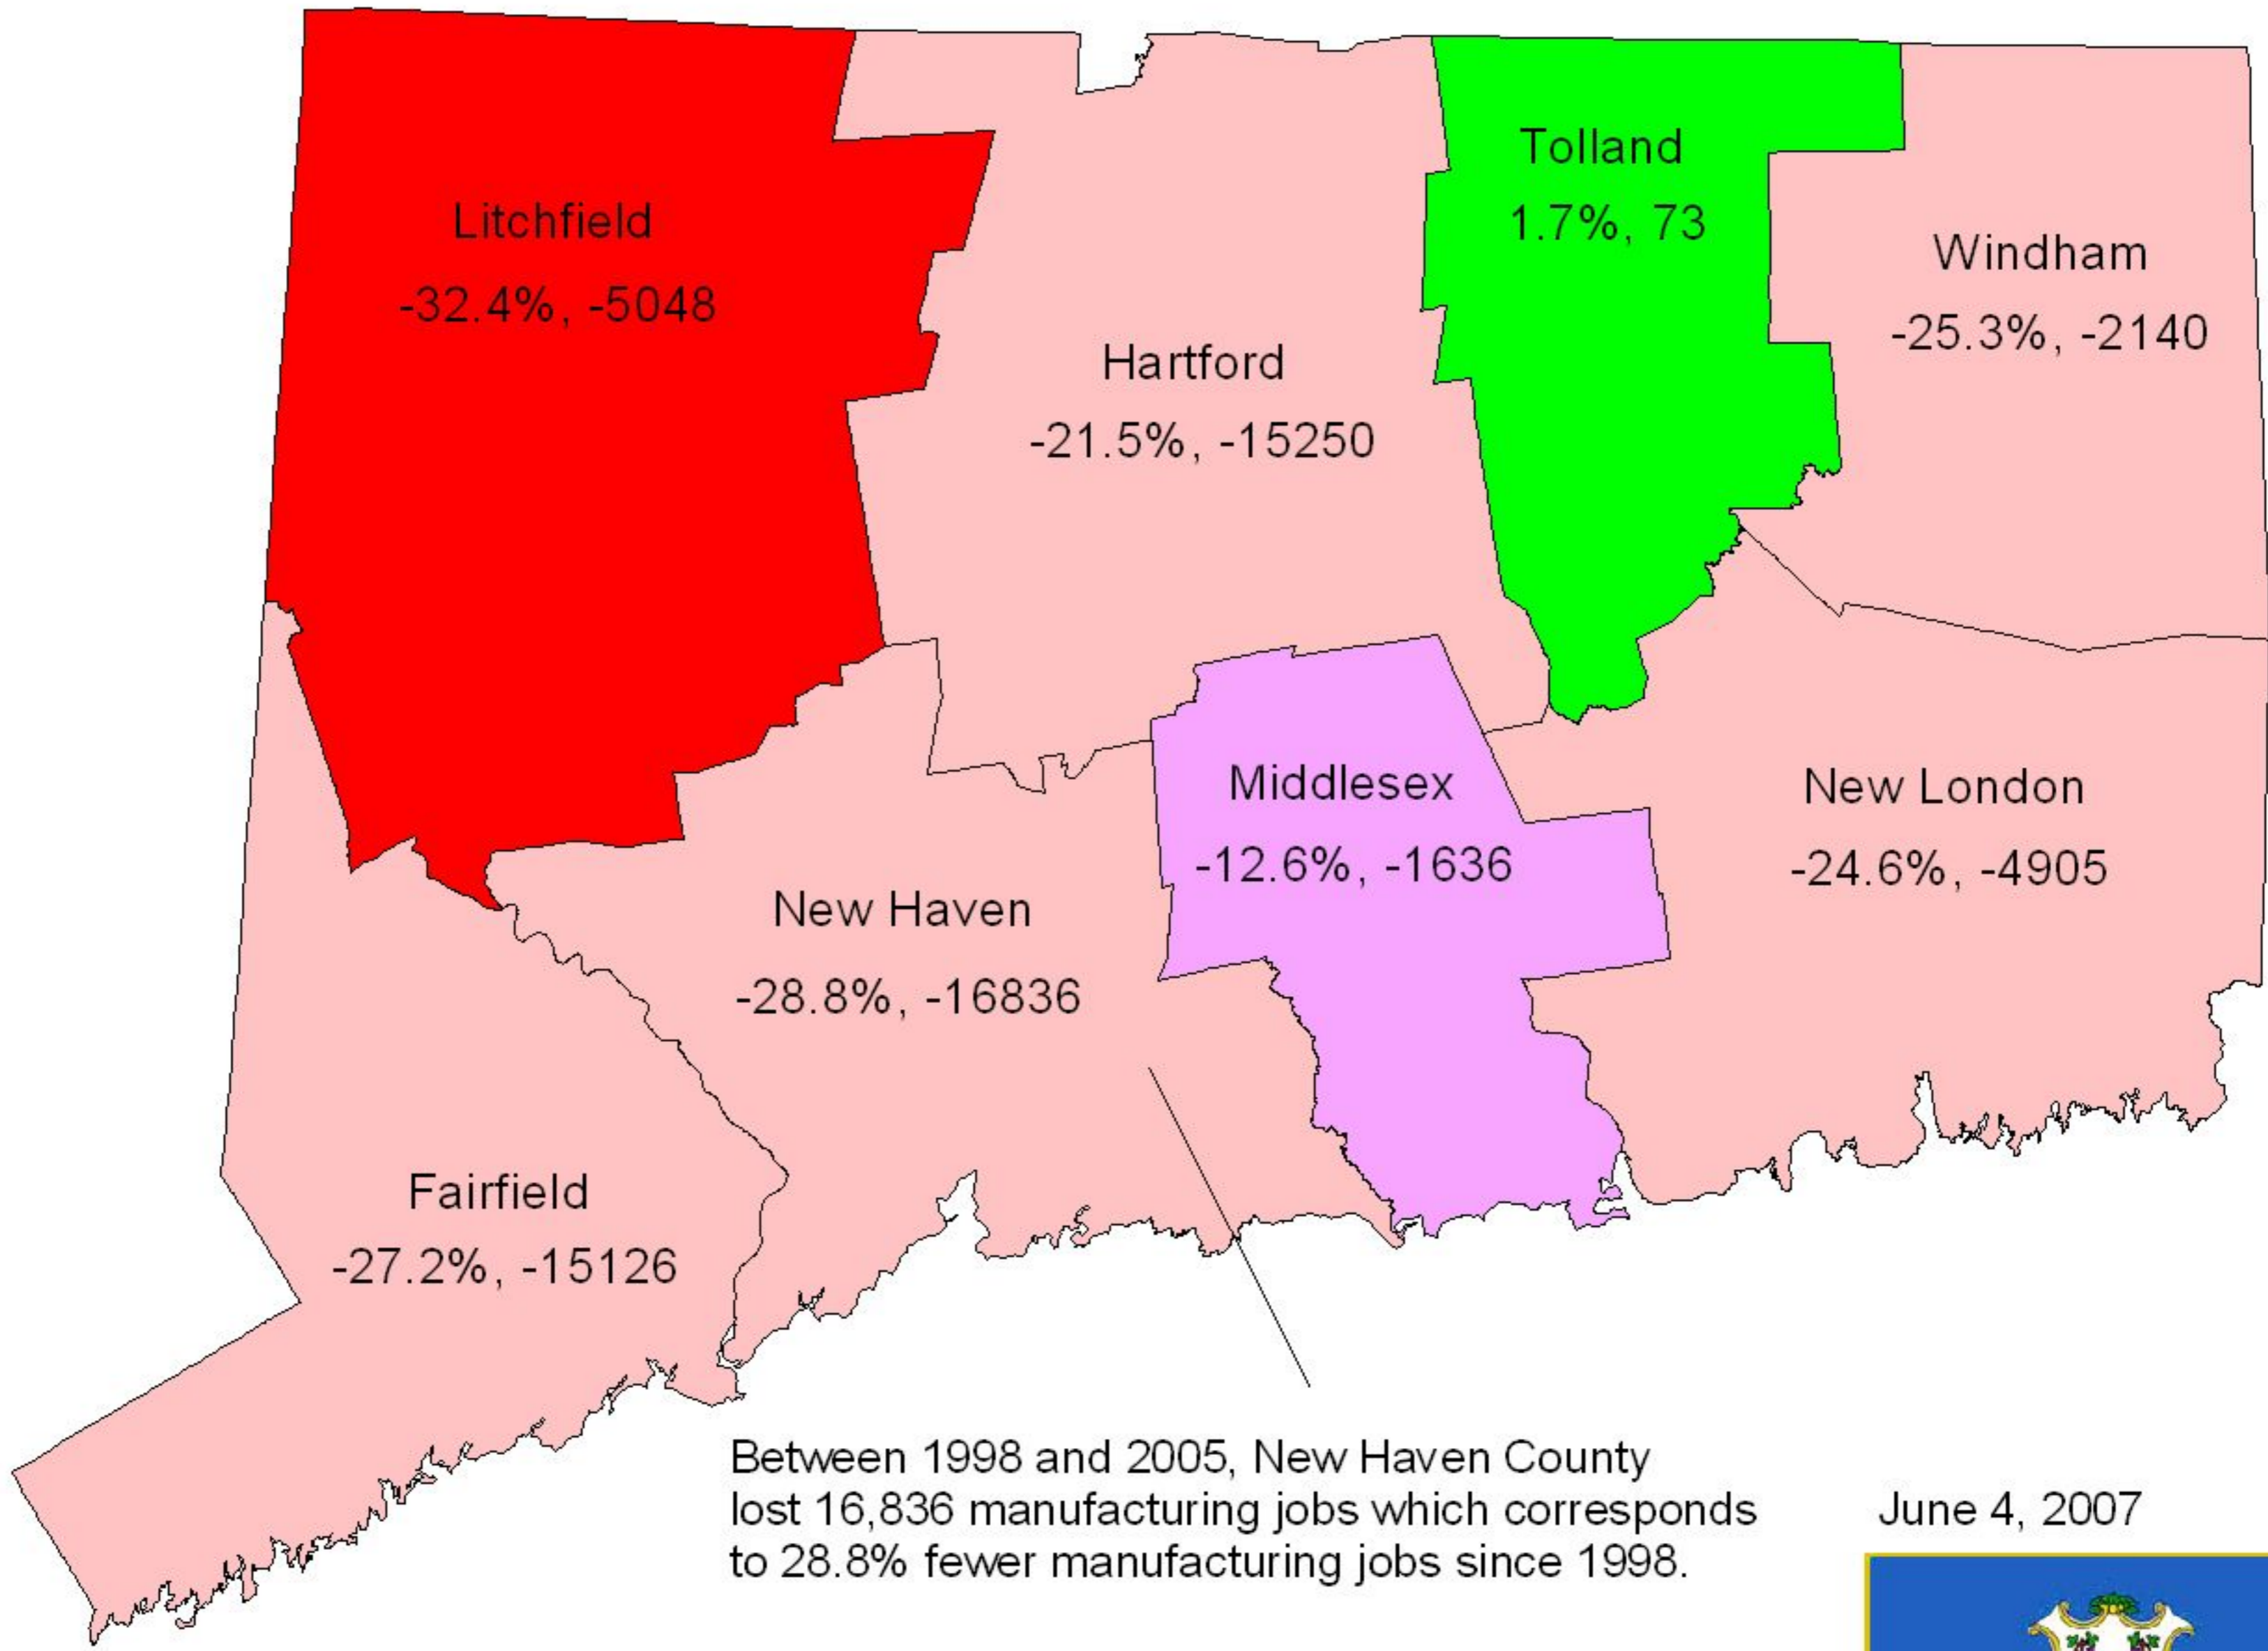 Litchfield
-32.4%, -5048
Hartford
-21.5%, -15250
Tolland
1.7%, 73
Windham
-25.3%, -2140
Middlesex
-12.6%, -1636
New London
-24.6%, -4905
New Haven
-28.8%, -16836
Fairfield
-27.2%, -15126
Between 1998 and 2005, New Haven County
lost 16,836 manufacturing jobs which corresponds
to 28.8% fewer manufacturing jobs since 1998.
June 4, 2007